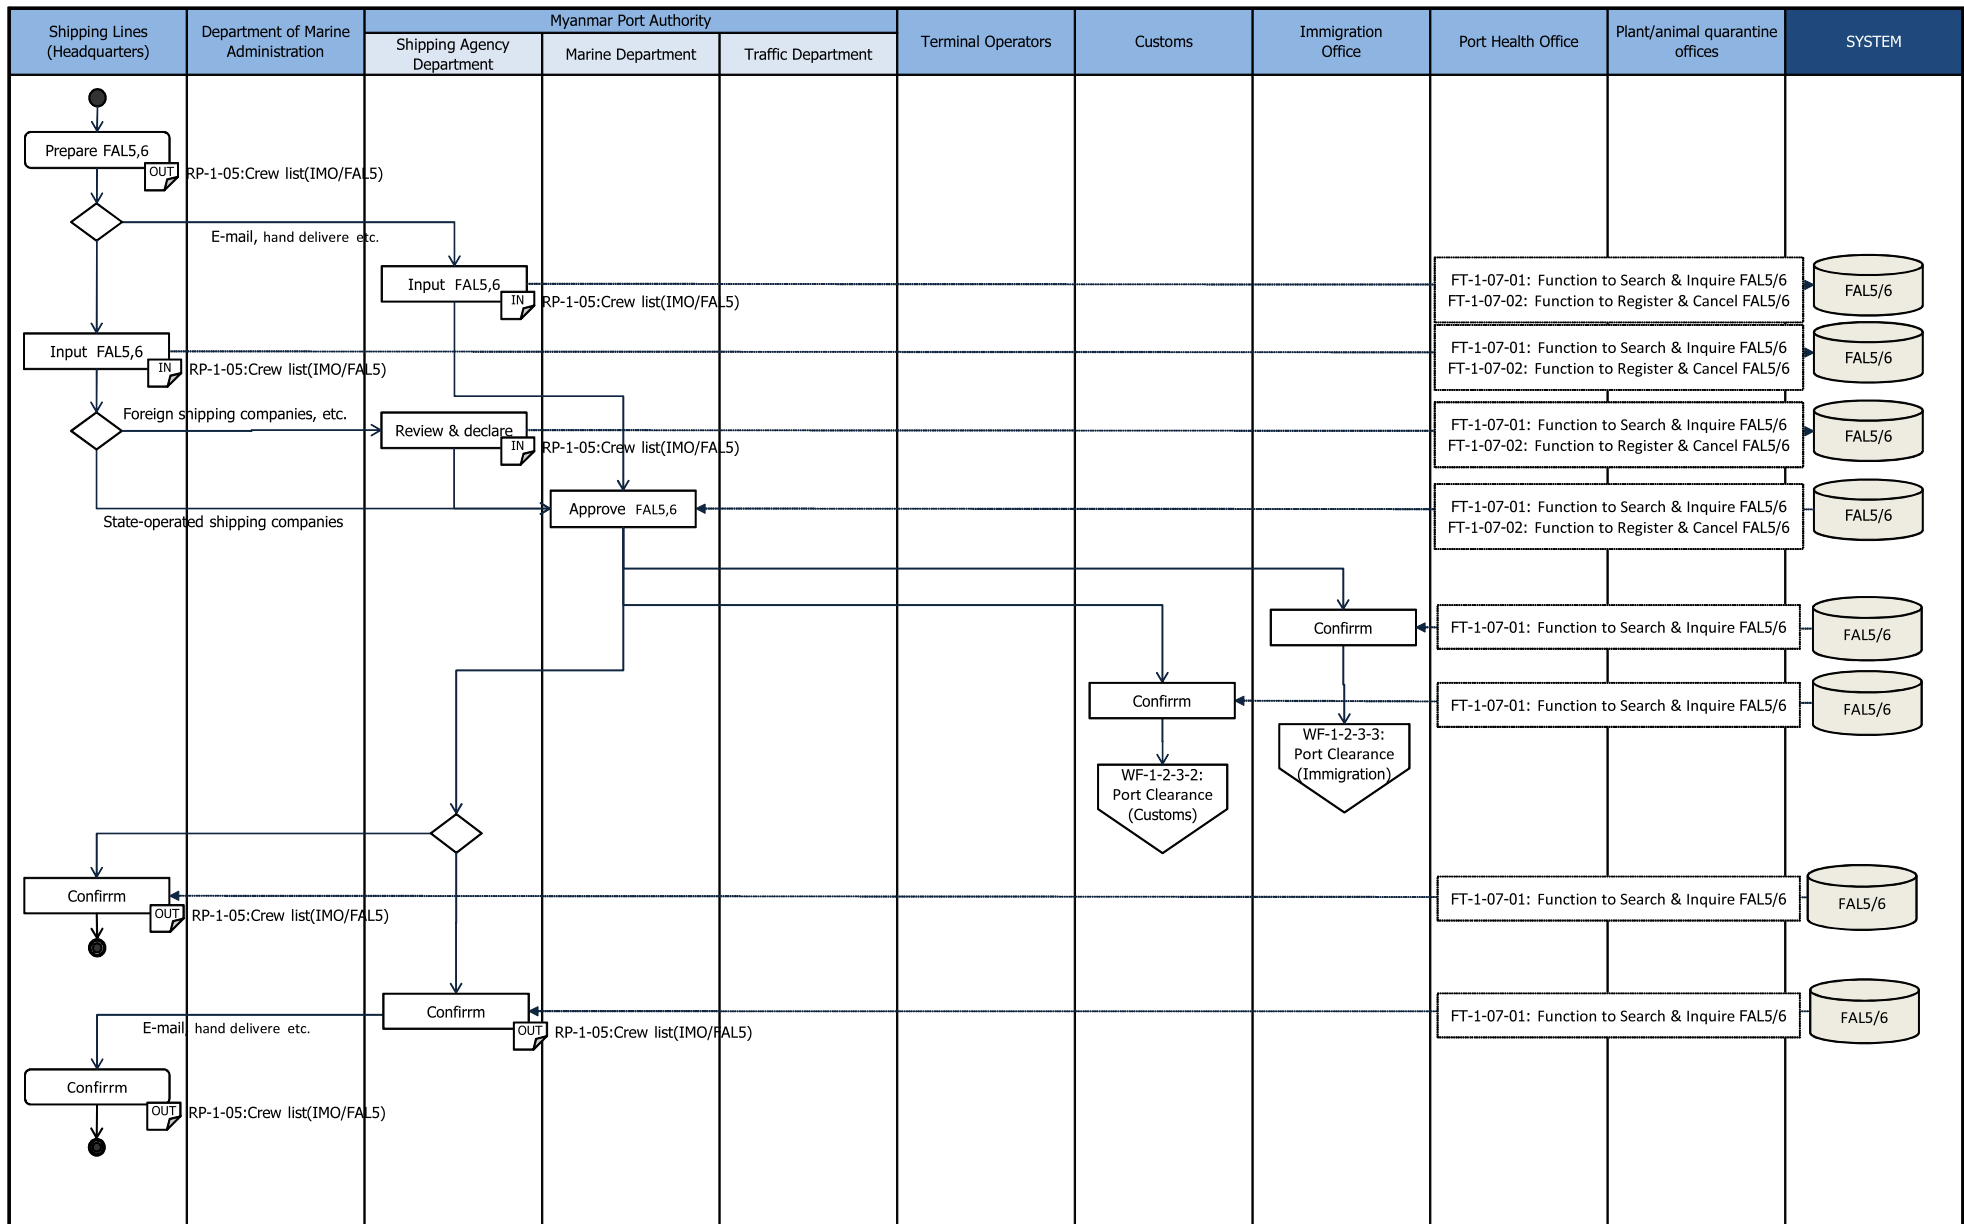 Shipping Lines
(Headquarters)
Department of Marine
Administration
Myanmar Port Authority
Shipping Agency
Department
Marine Department
Traffic Department
Terminal Operators
Customs
Immigration
Office
Port Health Office
Plant/animal quarantine
offices
SYSTEM
Prepare FAL5,6
OUT
RP-1-05:Crew list(IMO/FAL5)
E-mail, hand delivere etc.
Input FAL5,6
IN
RP-1-05:Crew list(IMO/FAL5)
FT-1-07-01: Function to Search & Inquire FAL5/6
FT-1-07-02: Function to Register & Cancel FAL5/6
FAL5/6
Input FAL5,6
IN
RP-1-05:Crew list(IMO/FAL5)
FT-1-07-01: Function to Search & Inquire FAL5/6
FT-1-07-02: Function to Register & Cancel FAL5/6
FAL5/6
Foreign shipping companies, etc.
Review & declare
IN
RP-1-05:Crew list(IMO/FAL5)
FT-1-07-01: Function to Search & Inquire FAL5/6
FT-1-07-02: Function to Register & Cancel FAL5/6
FAL5/6
State-operated shipping companies
Approve FAL5,6
FT-1-07-01: Function to Search & Inquire FAL5/6
FT-1-07-02: Function to Register & Cancel FAL5/6
FAL5/6
Confirrm
FT-1-07-01: Function to Search & Inquire FAL5/6
FAL5/6
Confirrm
FT-1-07-01: Function to Search & Inquire FAL5/6
FAL5/6
WF-1-2-3-3:
Port Clearance
(Immigration)
WF-1-2-3-2:
Port Clearance
(Customs)
Confirrm
OUT
RP-1-05:Crew list(IMO/FAL5)
FT-1-07-01: Function to Search & Inquire FAL5/6
FAL5/6
Confirrm
OUT
RP-1-05:Crew list(IMO/FAL5)
FT-1-07-01: Function to Search & Inquire FAL5/6
FAL5/6
E-mail, hand delivere etc.
Confirrm
OUT
RP-1-05:Crew list(IMO/FAL5)